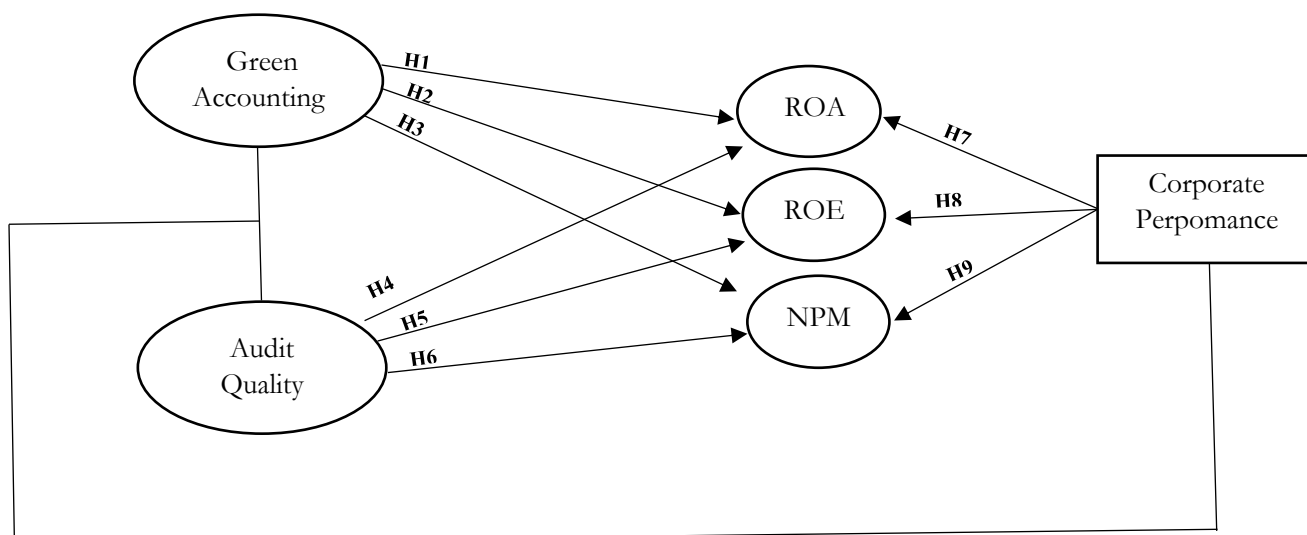 Green
Accounting
H1
H2
H3
ROA
H7
Corporate
Perpomance
ROE
H8
H9
H4
H5
H6
NPM
Audit
Quality